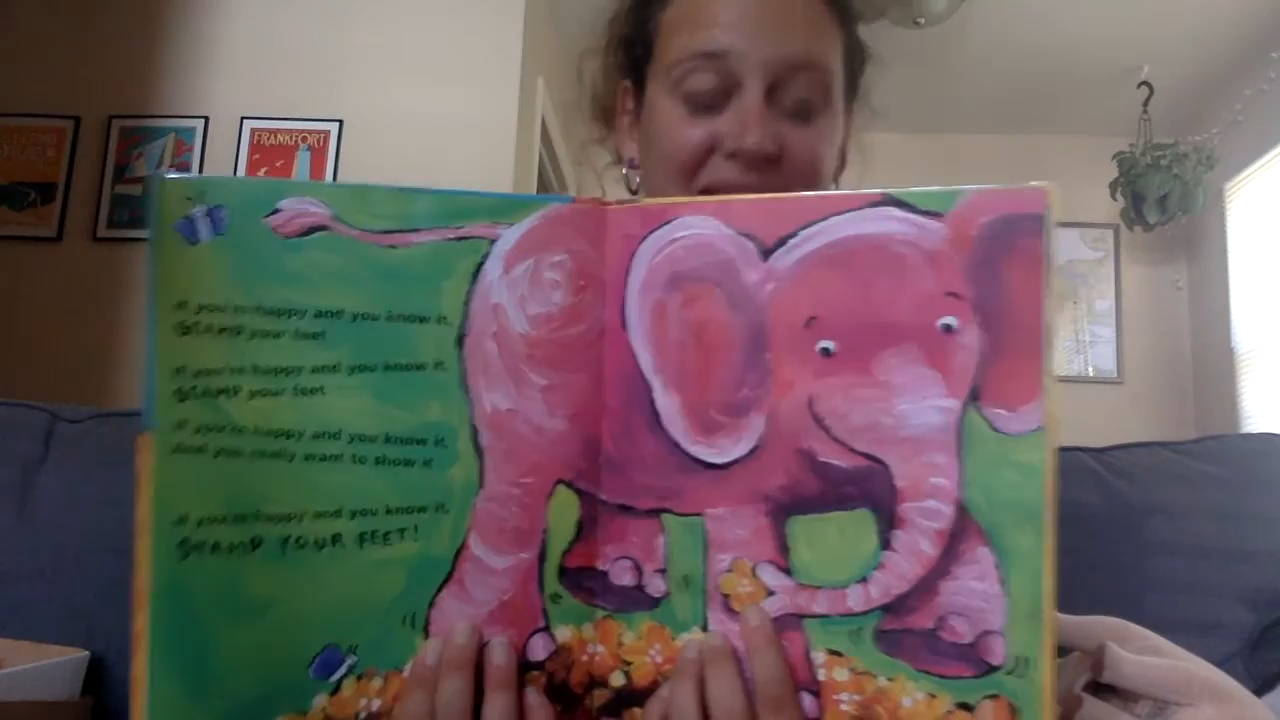 FRANKFORT
If you're happy and you know it,
STAMP your feet
If you're happy and you know it,
STAMP your feet
If you're happy and you know it,
And you really want to show it
If you're happy and you know it,
STAMP YOUR FEET!